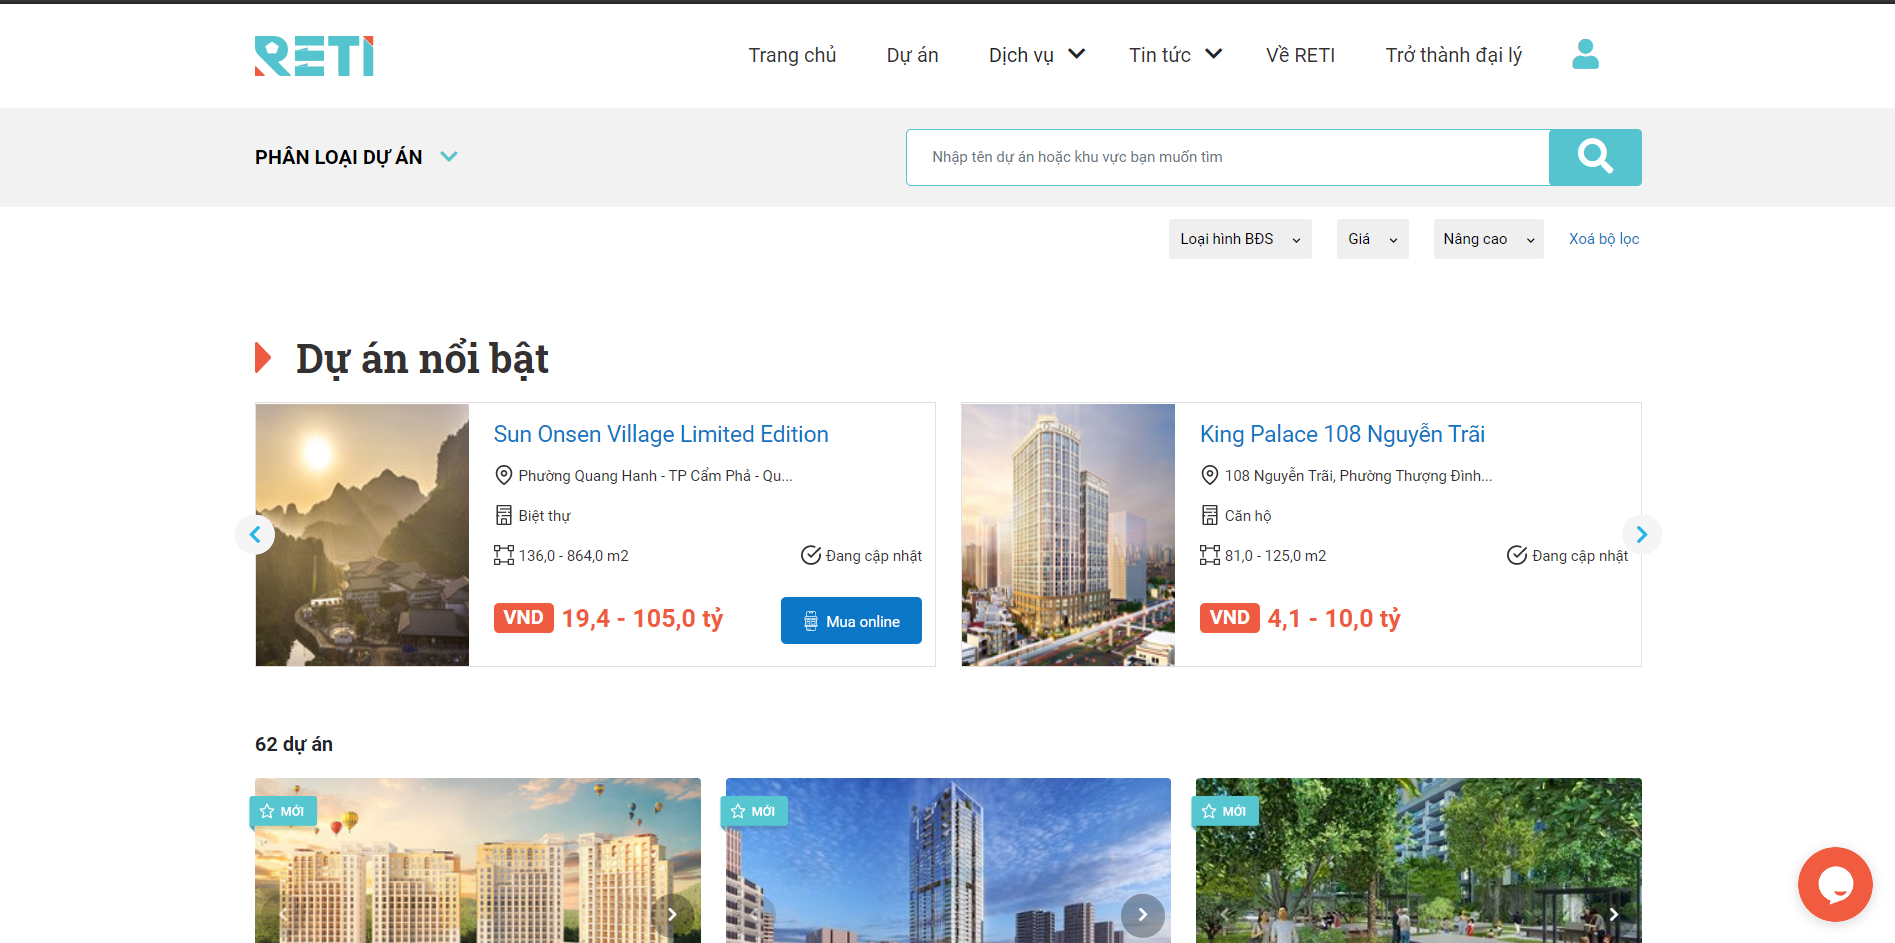 RETI
Trang chủ
Dự án
Dịch vụ
Tin tức
Về RETI
Trở thành đại lý
PHÂN LOẠI DỰ ÁN
Nhập tên dự án hoặc khu vực bạn muốn tìm
Loại hình BĐS
Giá
Nâng cao
Xoá bộ lọc
Dự án nổi bật
Sun Onsen Village Limited Edition
Phường Quang Hanh - TP Cẩm Phả - Qu...
Biệt thự
136,0 - 864,0 m2
Đang cập nhật
VND 19,4 - 105,0 tỷ
Mua online
King Palace 108 Nguyễn Trãi
108 Nguyễn Trãi, Phường Thượng Đình...
Căn hộ
81,0 - 125,0 m2
Đang cập nhật
VND 4,1 - 10,0 tỷ
62 dự án
MỚI
MỚI
MỚI